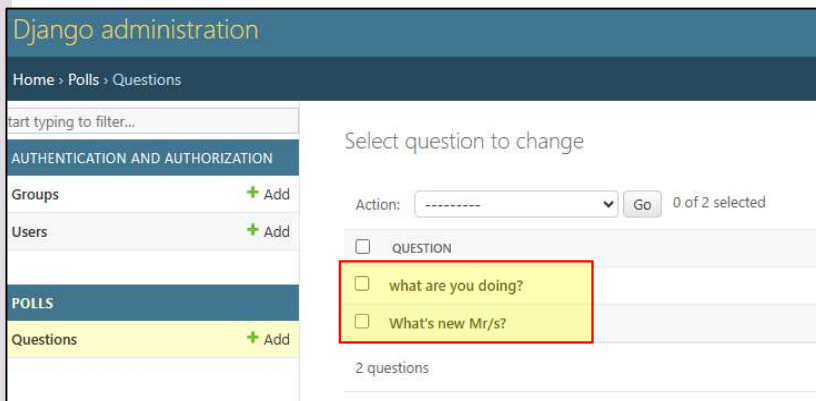 Django administration
Home › Polls › Questions
tart typing to filter...
AUTHENTICATION AND AUTHORIZATION
Groups + Add
Users + Add
POLLS
Questions + Add
Select question to change
Action: --------- Go 0 of 2 selected
QUESTION
what are you doing?
What's new Mr/s?
2 questions